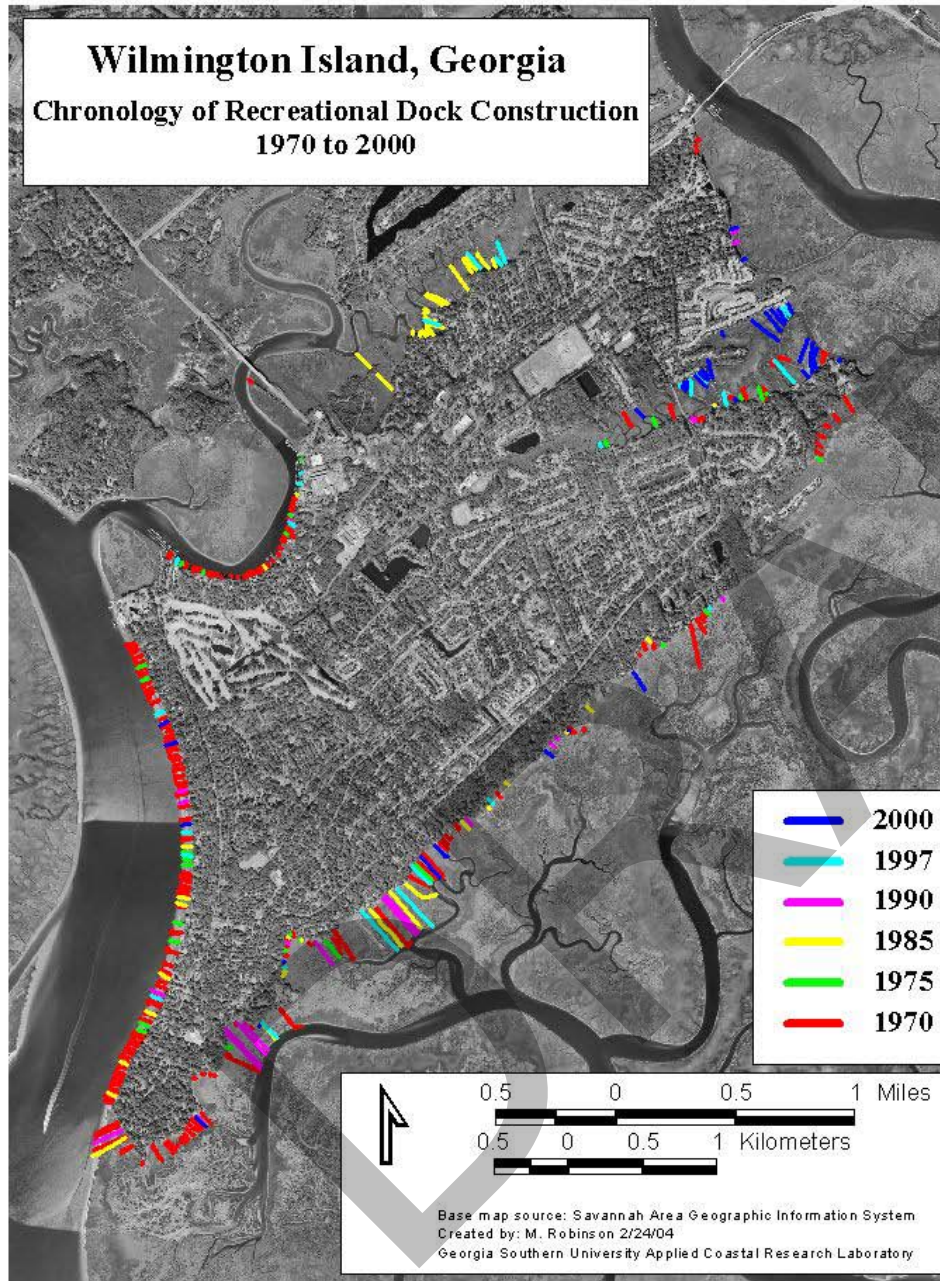 Wilmington Island, Georgia
Chronology of Recreational Dock Construction
1970 to 2000
2000
1997
1990
1985
1975
1970
0.5 0 0.5 1 Miles
0.5 0 0.5 1 Kilometers
Base map source: Savannah Area Geographic Information System
Created by: M. Robinson 2/24/04
Georgia Southern University Applied Coastal Research Laboratory